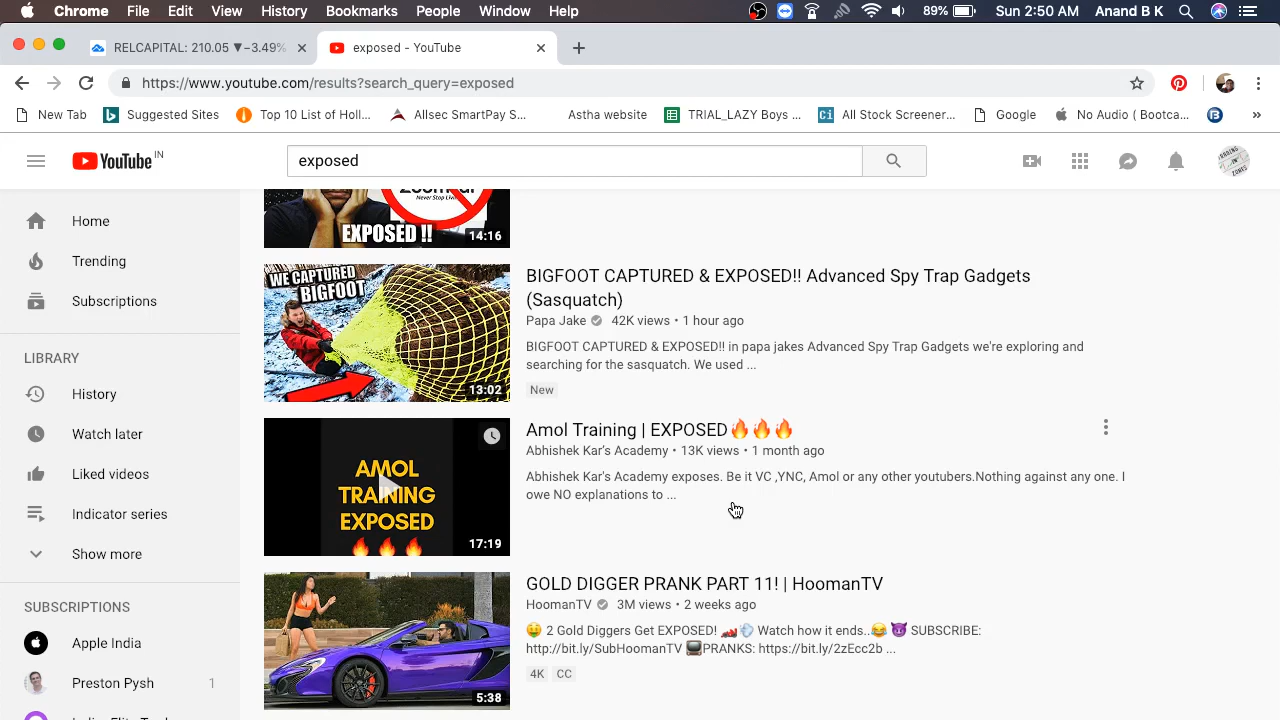 Chrome File Edit View History Bookmarks People Window Help 89% Sun 2:50 AM Anand B K
RELCAPITAL: 210.05 ▼−3.49% exposed - YouTube
https://www.youtube.com/results?search_query=exposed
New Tab Suggested Sites Top 10 List of Holl... Allsec SmartPay S... Astha website TRIAL_LAZY Boys ... Ci All Stock Screener... Google No Audio ( Bootca... »
YouTube IN exposed
Never Stop Livi
EXPOSED !! 14:16
Home
Trending
Subscriptions
LIBRARY
History
Watch later
Liked videos
Indicator series
Show more
SUBSCRIPTIONS
Apple India
Preston Pysh 1
WE CAPTURED
BIGFOOT
13:02
BIGFOOT CAPTURED & EXPOSED!! Advanced Spy Trap Gadgets
(Sasquatch)
Papa Jake 42K views • 1 hour ago
BIGFOOT CAPTURED & EXPOSED!! in papa jakes Advanced Spy Trap Gadgets we're exploring and
searching for the sasquatch. We used ...
New
AMOL
TRAINING
EXPOSED
🔥 🔥 🔥 17:19
Amol Training | EXPOSED🔥🔥🔥
Abhishek Kar's Academy • 13K views • 1 month ago
Abhishek Kar's Academy exposes. Be it VC ,YNC, Amol or any other youtubers.Nothing against any one. I
owe NO explanations to ...
5:38
GOLD DIGGER PRANK PART 11! | HoomanTV
HoomanTV 3M views • 2 weeks ago
🤑 2 Gold Diggers Get EXPOSED! 🏎💨 Watch how it ends..😂 😈 SUBSCRIBE:
http://bit.ly/SubHoomanTV 📺PRANKS: https://bit.ly/2zEcc2b ...
4K CC